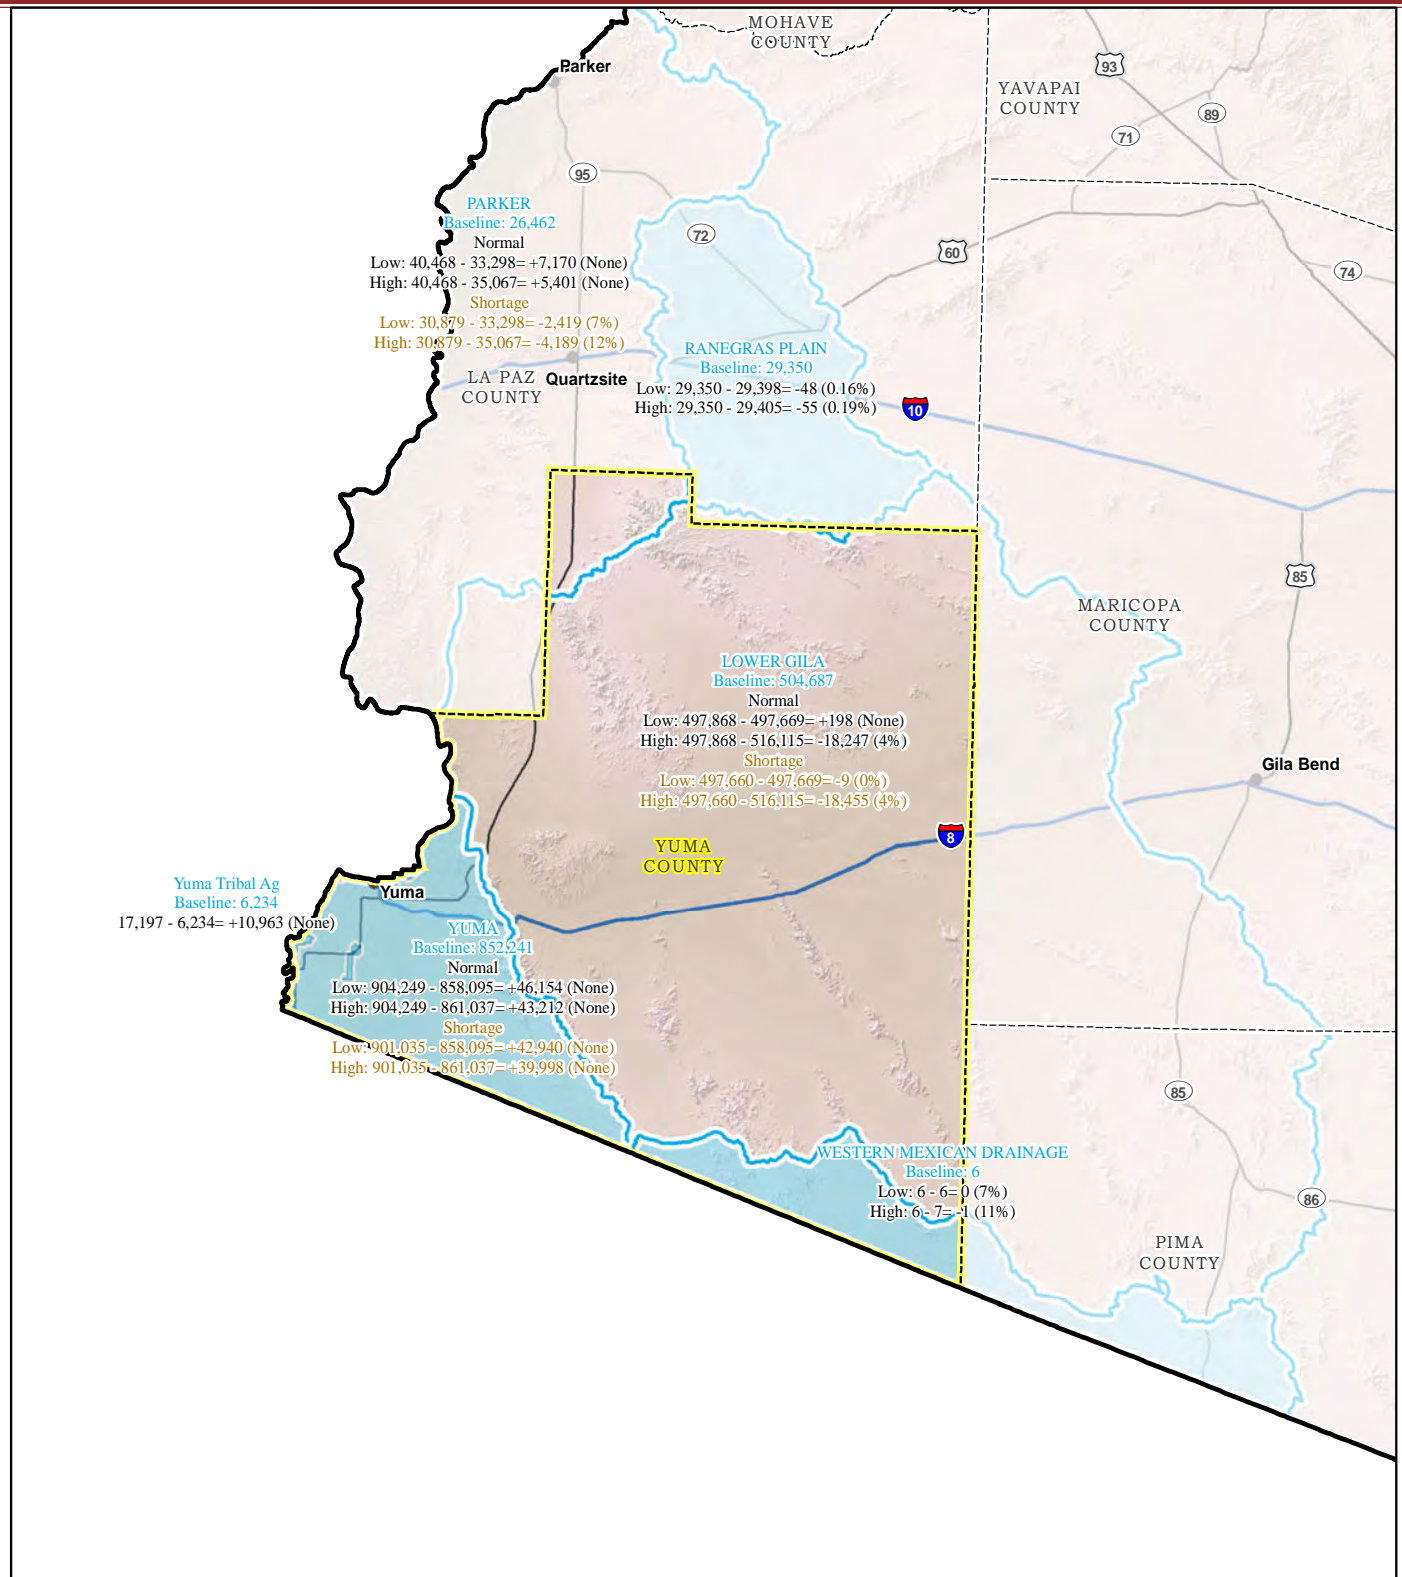 MOHAVE
COUNTY
Parker
93
YAVAPAI
COUNTY
89
71
95
PARKER
Baseline: 26,462
Normal
Low: 40,468 - 33,298= +7,170 (None)
High: 40,468 - 35,067= +5,401 (None)
Shortage
Low: 30,879 - 33,298= -2,419 (7%)
High: 30,879 - 35,067= -4,189 (12%)
72
60
74
RANEGRAS PLAIN
Baseline: 29,350
Low: 29,350 - 29,398= -48 (0.16%)
High: 29,350 - 29,405= -55 (0.19%)
LA PAZ
COUNTY
Quartzsite
10
85
MARICOPA
COUNTY
LOWER GILA
Baseline: 504,687
Normal
Low: 497,868 - 497,669= +198 (None)
High: 497,868 - 516,115= -18,247 (4%)
Shortage
Low: 497,660 - 497,669= -9 (0%)
High: 497,660 - 516,115= -18,455 (4%)
Gila Bend
8
YUMA
COUNTY
Yuma Tribal Ag
Baseline: 6,234
17,197 - 6,234= +10,963 (None)
Yuma
YUMA
Baseline: 852,241
Normal
Low: 904,249 - 858,095= +46,154 (None)
High: 904,249 - 861,037= +43,212 (None)
Shortage
Low: 901,035 - 858,095= +42,940 (None)
High: 901,035 - 861,037= +39,998 (None)
85
WESTERN MEXICAN DRAINAGE
Baseline: 6
Low: 6 - 6= 0 (7%)
High: 6 - 7= -1 (11%)
86
PIMA
COUNTY